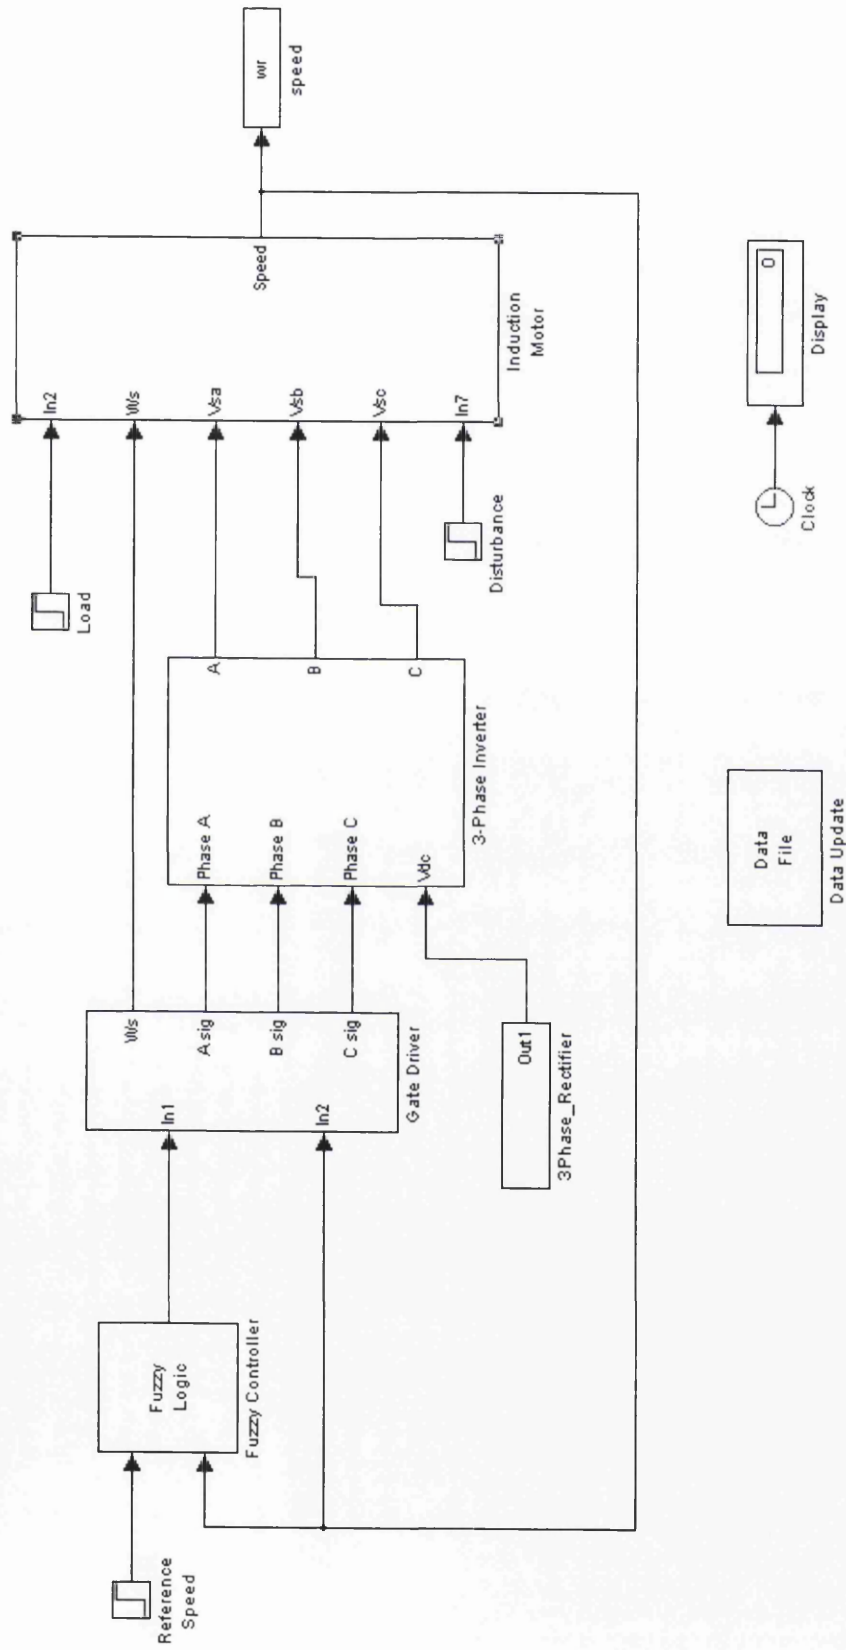 Reference
Speed
Fuzzy
Logic
Fuzzy Controller
In1
In2
Ws
A sig
B sig
C sig
Gate Driver
Out1
3Phase_Rectifier
Phase A
Phase B
Phase C
Vdc
A
B
C
3-Phase Inverter
Load
Disturbance
In2
Ws
Vsa
Vsb
Vsc
In7
Speed
Induction
Motor
wr
speed
Data
File
Data Update
Clock
0
Display